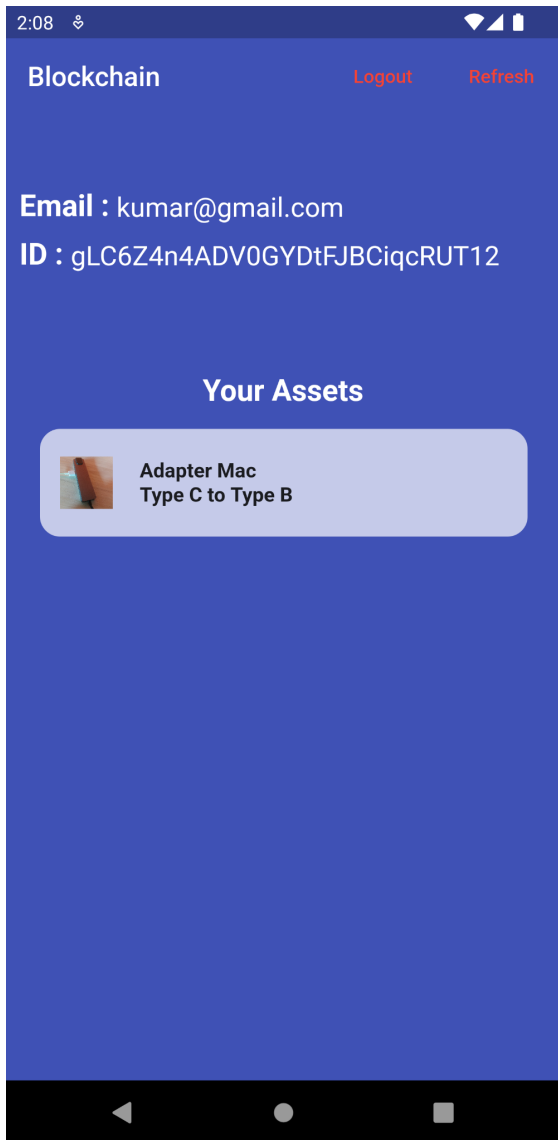 2:08
Blockchain Logout Refresh
Email : kumar@gmail.com
ID : gLC6Z4n4ADV0GYDtFJBCiqcRUT12
Your Assets
Adapter Mac
Type C to Type B